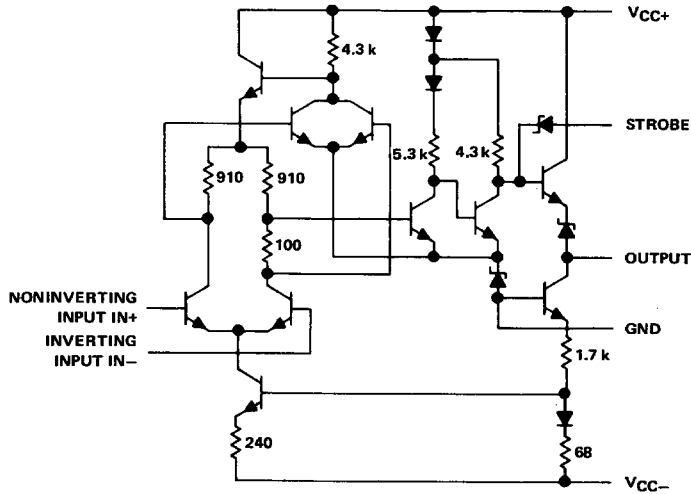 VCC+
4.3 k
STROBE
5.3 k
4.3 k
910
910
100
OUTPUT
NONINVERTING
INPUT IN+
GND
INVERTING
INPUT IN−
1.7 k
240
68
VCC−